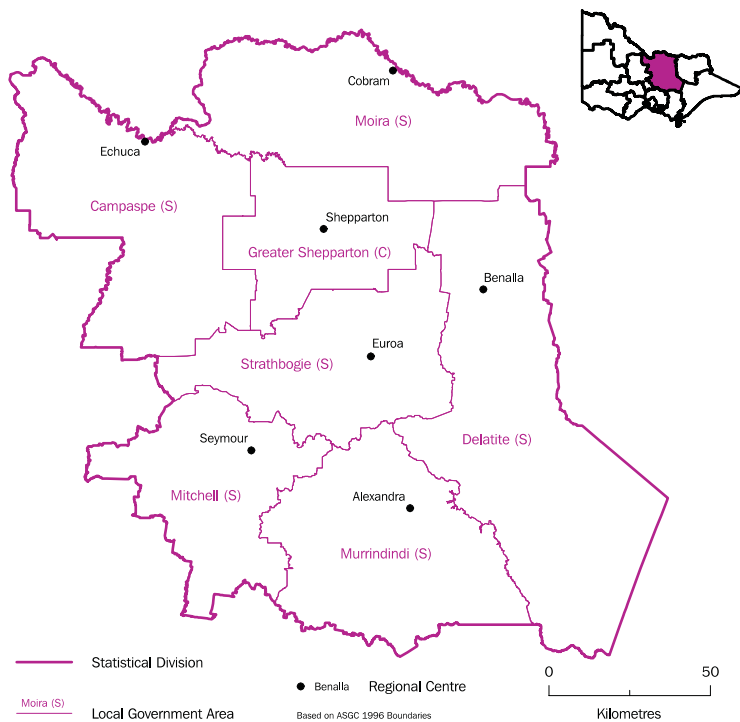 Cobram
Moira (S)
Echuca
Campaspe (S)
Shepparton
Greater Shepparton (C)
Benalla
Euroa
Strathbogie (S)
Seymour
Delatite (S)
Mitchell (S)
Alexandra
Murrindindi (S)
Statistical Division
0 50
Benalla Regional Centre
Moira (S)
Local Government Area
Based on ASGC 1996 Boundaries
Kilometres